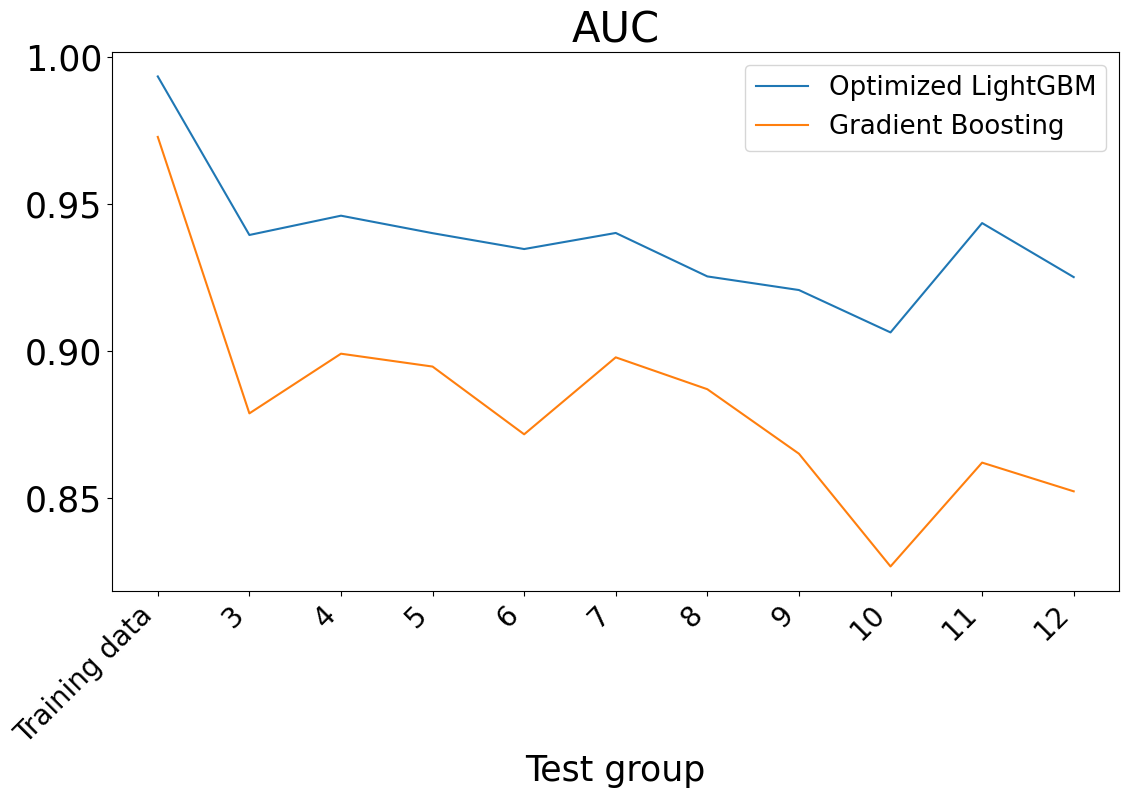 AUC
1.00
0.95
0.90
0.85
Optimized LightGBM
Gradient Boosting
Training data
3
4
5
6
7
8
9
10
11
12
Test group